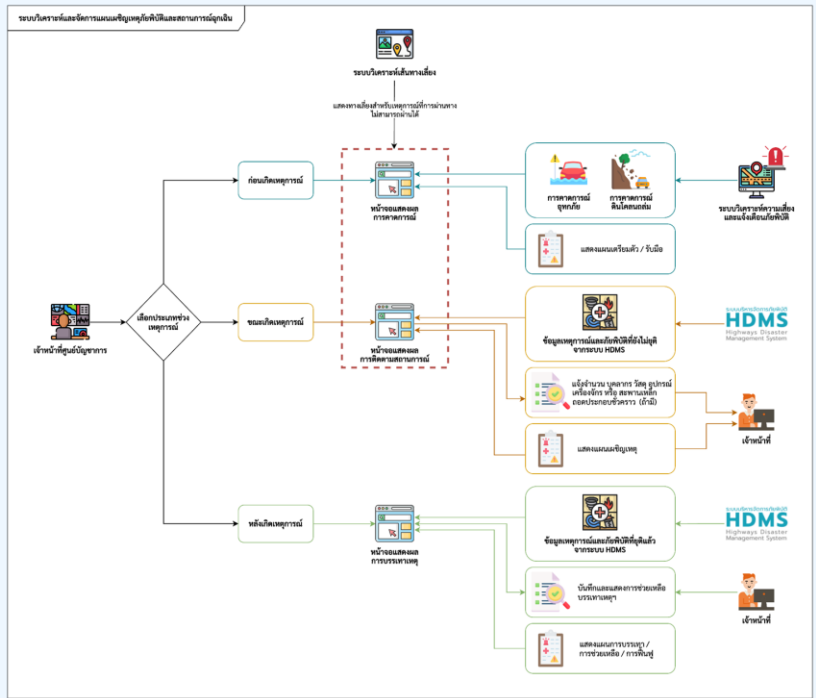 ระบบวิเคราะห์และจัดการแผนเผชิญเหตุภัยพิบัติและสถานการณ์ฉุกเฉิน
ระบบวิเคราะห์เส้นทางเลี่ยง
แสดงทางเลี่ยงสำหรับเหตุการณ์ที่การผ่านทาง
ไม่สามารถผ่านได้
ก่อนเกิดเหตุการณ์
หน้าจอแสดงผล
การคาดการณ์
การคาดการณ์
อุทกภัย
การคาดการณ์
ดินโคลนถล่ม
ระบบวิเคราะห์ความเสี่ยง
และแจ้งเตือนภัยพิบัติ
แสดงแผนเตรียมตัว / รับมือ
เจ้าหน้าที่ศูนย์บัญชาการ
เลือกประเภทช่วง
เหตุการณ์
ขณะเกิดเหตุการณ์
หน้าจอแสดงผล
การติดตามสถานการณ์
ข้อมูลเหตุการณ์และภัยพิบัติที่ยังไม่ยุติ
จากระบบ HDMS
HDMS
Highways Disaster
Management System
แจ้งจำนวน บุคลากร วัสดุ อุปกรณ์
เครื่องจักร หรือ สะพานเหล็ก
ถอดประกอบชั่วคราว (ถ้ามี)
เจ้าหน้าที่
แสดงแผนเผชิญเหตุ
หลังเกิดเหตุการณ์
หน้าจอแสดงผล
การบรรเทาเหตุ
ข้อมูลเหตุการณ์และภัยพิบัติที่ยุติแล้ว
จากระบบ HDMS
HDMS
Highways Disaster
Management System
บันทึกและแสดงการช่วยเหลือ
บรรเทาเหตุฯ
เจ้าหน้าที่
แสดงแผนการบรรเทา /
การช่วยเหลือ / การฟื้นฟู